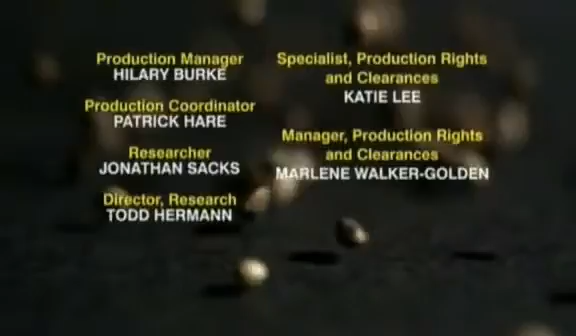 Production Manager
HILARY BURKE
Production Coordinator
PATRICK HARE
Researcher
JONATHAN SACKS
Director, Research
TODD HERMANN
Specialist, Production Rights
and Clearances
KATIE LEE
Manager, Production Rights
and Clearances
MARLENE WALKER-GOLDEN